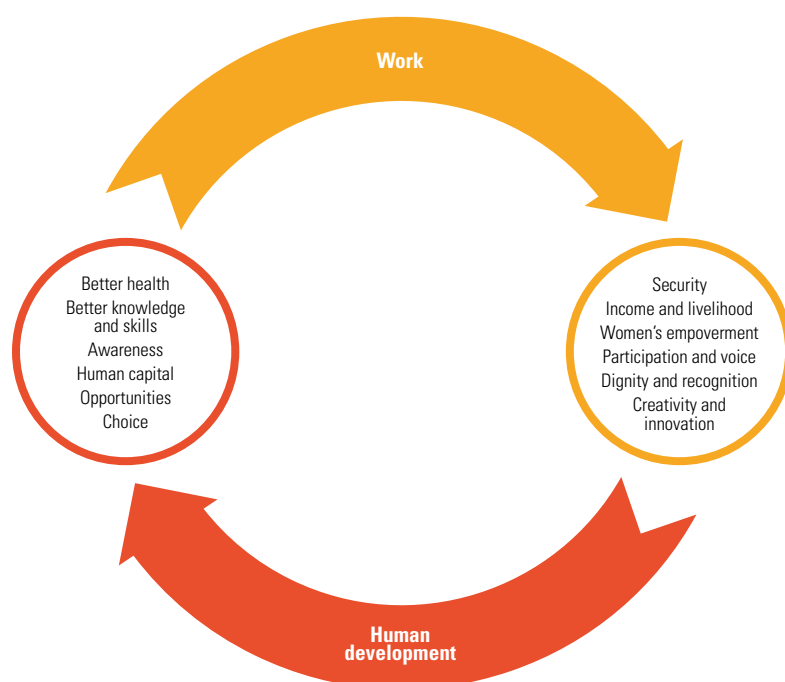 Work
Better health
Better knowledge
and skills
Awareness
Human capital
Opportunities
Choice
Security
Income and livelihood
Women's empoverment
Participation and voice
Dignity and recognition
Creativity and
innovation
Human
development